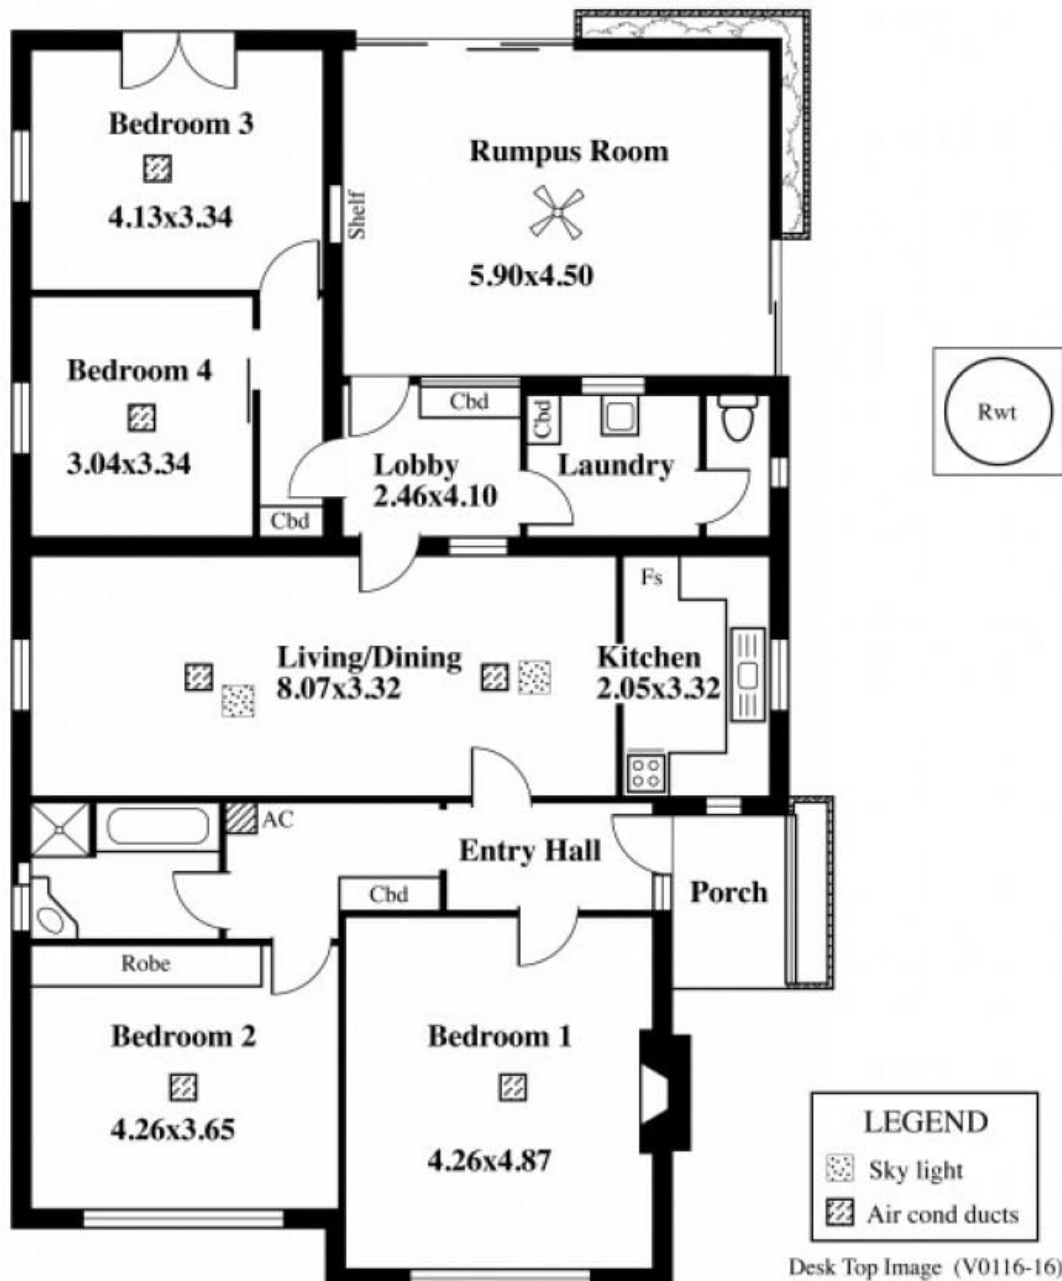 Bedroom 3
4.13x3.34
Rumpus Room
5.90x4.50
Shelf
Bedroom 4
3.04x3.34
Cbd
Cbd
Cbd
Lobby
2.46x4.10
Laundry
Rwt
Living/Dining
8.07x3.32
Fs
Kitchen
2.05x3.32
AC
Entry Hall
Cbd
Porch
Robe
Bedroom 2
4.26x3.65
Bedroom 1
4.26x4.87
LEGEND
Sky light
Air cond ducts
Desk Top Image (V0116-16)